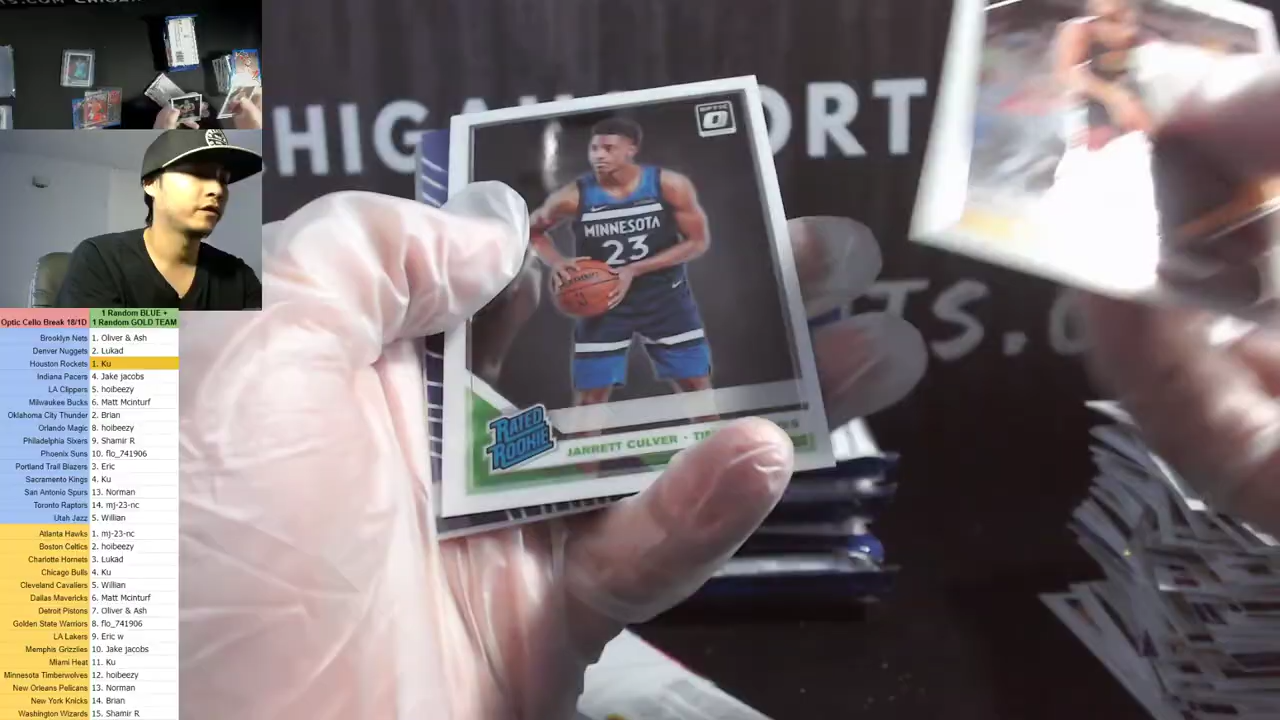 HIGA
ORT
TS.C
OPTIC
MINNESOTA
23
RATED
ROOKIE
JARRETT CULVER
Optic Cello Break 18/1D
1 Random BLUE +
1 Random GOLD TEAM
Brooklyn Nets 1. Oliver & Ash
Denver Nuggets 2. Lukad
Houston Rockets 1. Ku
Indiana Pacers 4. Jake jacobs
LA Clippers 5. hoibeezy
Milwaukee Bucks 6. Matt Mcinturf
Oklahoma City Thunder 2. Brian
Orlando Magic 8. hoibeezy
Philadelphia Sixers 9. Shamir R
Phoenix Suns 10. flo_741906
Portland Trail Blazers 3. Eric
Sacramento Kings 4. Ku
San Antonio Spurs 13. Norman
Toronto Raptors 14. mj-23-nc
Utah Jazz 5. Willian
Atlanta Hawks 1. mj-23-nc
Boston Celtics 2. hoibeezy
Charlotte Hornets 3. Lukad
Chicago Bulls 4. Ku
Cleveland Cavaliers 5. Willian
Dallas Mavericks 6. Matt Mcinturf
Detroit Pistons 7. Oliver & Ash
Golden State Warriors 8. flo_741906
LA Lakers 9. Eric w
Memphis Grizzlies 10. Jake jacobs
Miami Heat 11. Ku
Minnesota Timberwolves 12. hoibeezy
New Orleans Pelicans 13. Norman
New York Knicks 14. Brian
Washington Wizards 15. Shamir R